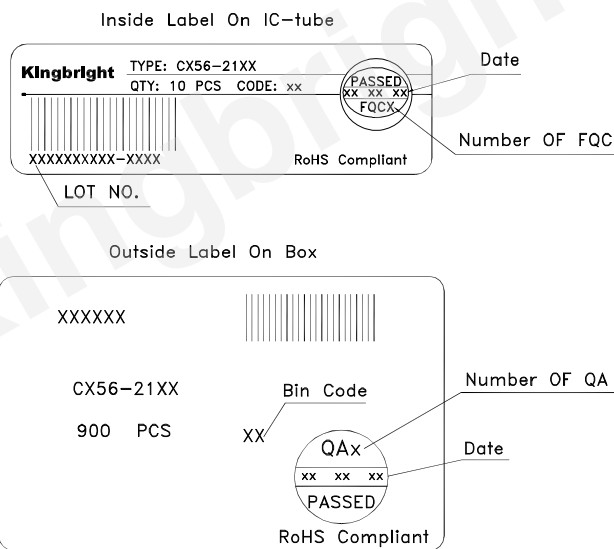 Inside Label On IC-tube
Kingbright
TYPE: CX56-21XX
QTY: 10 PCS CODE: xx
PASSED
xx xx xx
FQCX
Date
Number OF FQC
XXXXXXXXXX-XXXX
RoHS Compliant
LOT NO.
Outside Label On Box
XXXXXX
CX56-21XX
900 PCS
Bin Code
XX
QAx
xx xx xx
PASSED
Number OF QA
Date
RoHS Compliant
Kingbright